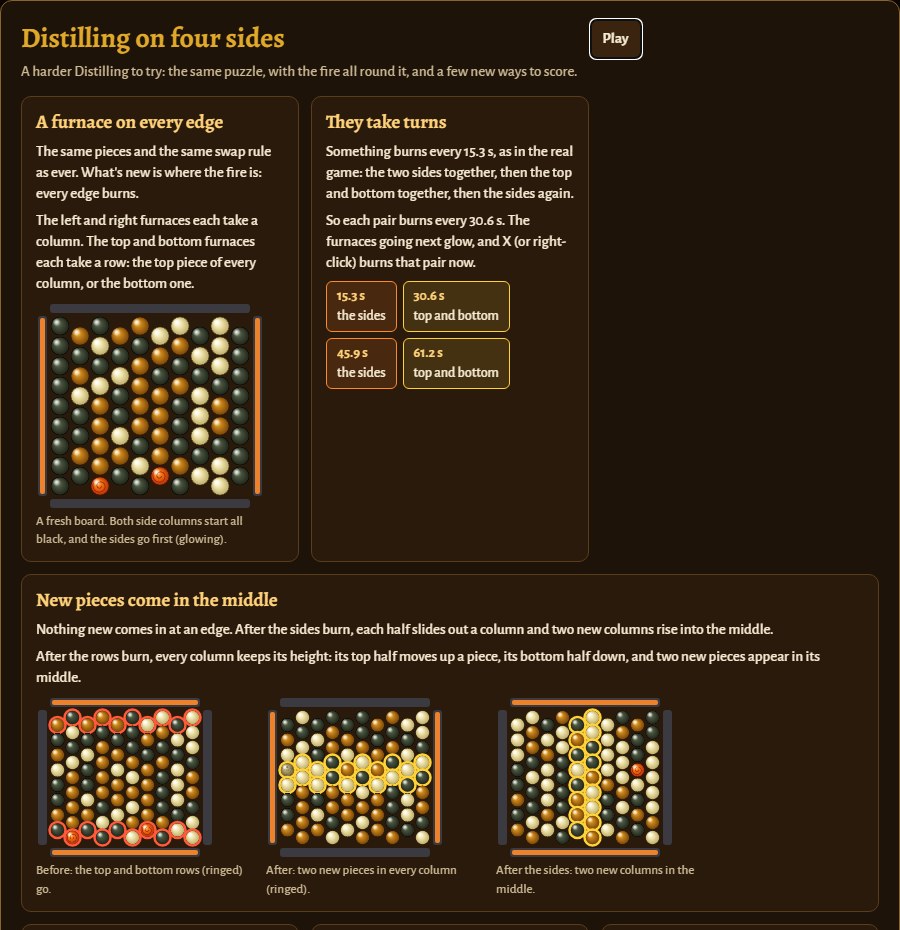 Distilling on four sides
Play
A harder Distilling to try: the same puzzle, with the fire all round it, and a few new ways to score.
A furnace on every edge
The same pieces and the same swap rule
as ever. What's new is where the fire is:
every edge burns.
The left and right furnaces each take a
column. The top and bottom furnaces
each take a row: the top piece of every
column, or the bottom one.
A fresh board. Both side columns start all
black, and the sides go first (glowing).
They take turns
Something burns every 15.3 s, as in the real
game: the two sides together, then the top
and bottom together, then the sides again.
So each pair burns every 30.6 s. The
furnaces going next glow, and X (or right-
click) burns that pair now.
15.3 s
the sides
30.6 s
top and bottom
45.9 s
the sides
61.2 s
top and bottom
New pieces come in the middle
Nothing new comes in at an edge. After the sides burn, each half slides out a column and two new columns rise into the middle.
After the rows burn, every column keeps its height: its top half moves up a piece, its bottom half down, and two new pieces appear in its
middle.
Before: the top and bottom rows (ringed)
go.
After: two new pieces in every column
(ringed).
After the sides: two new columns in the
middle.